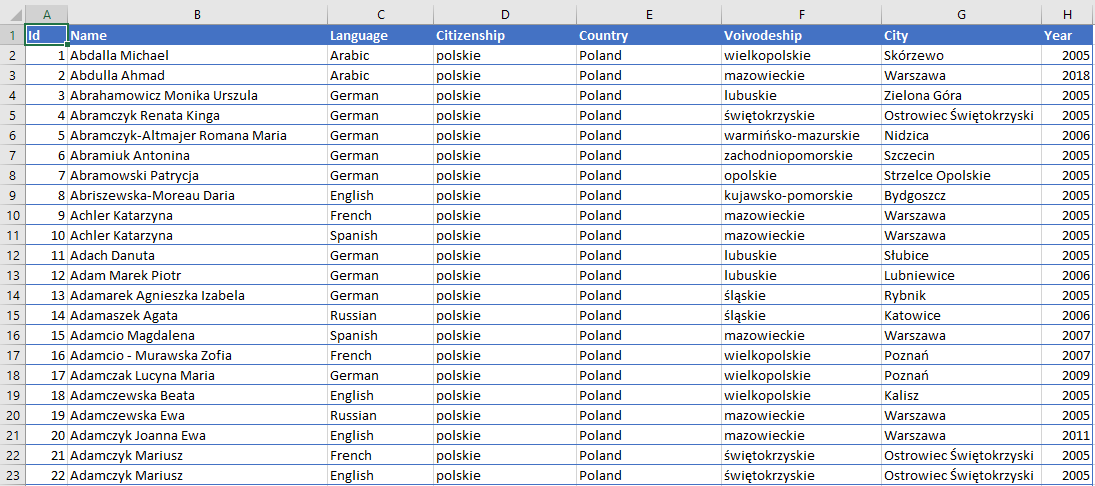 A B C D E F G H
1 Id Name Language Citizenship Country Voivodeship City Year
2 1 Abdalla Michael Arabic polskie Poland wielkopolskie Skórzewo 2005
3 2 Abdulla Ahmad Arabic polskie Poland mazowieckie Warszawa 2018
4 3 Abrahamowicz Monika Urszula German polskie Poland lubuskie Zielona Góra 2005
5 4 Abramczyk Renata Kinga German polskie Poland świętokrzyskie Ostrowiec Świętokrzyski 2005
6 5 Abramczyk-Altmajer Romana Maria German polskie Poland warmińsko-mazurskie Nidzica 2006
7 6 Abramiuk Antonina German polskie Poland zachodniopomorskie Szczecin 2005
8 7 Abramowski Patrycja German polskie Poland opolskie Strzelce Opolskie 2005
9 8 Abriszewska-Moreau Daria English polskie Poland kujawsko-pomorskie Bydgoszcz 2005
10 9 Achler Katarzyna French polskie Poland mazowieckie Warszawa 2005
11 10 Achler Katarzyna Spanish polskie Poland mazowieckie Warszawa 2005
12 11 Adach Danuta German polskie Poland lubuskie Słubice 2005
13 12 Adam Marek Piotr German polskie Poland lubuskie Lubniewice 2006
14 13 Adamarek Agnieszka Izabela German polskie Poland śląskie Rybnik 2005
15 14 Adamaszek Agata Russian polskie Poland śląskie Katowice 2006
16 15 Adamcio Magdalena Spanish polskie Poland mazowieckie Warszawa 2007
17 16 Adamcio - Murawska Zofia French polskie Poland wielkopolskie Poznań 2007
18 17 Adamczak Lucyna Maria German polskie Poland wielkopolskie Poznań 2009
19 18 Adamczewska Beata English polskie Poland wielkopolskie Kalisz 2005
20 19 Adamczewska Ewa Russian polskie Poland mazowieckie Warszawa 2005
21 20 Adamczyk Joanna Ewa English polskie Poland mazowieckie Warszawa 2011
22 21 Adamczyk Mariusz French polskie Poland świętokrzyskie Ostrowiec Świętokrzyski 2005
23 22 Adamczyk Mariusz English polskie Poland świętokrzyskie Ostrowiec Świętokrzyski 2005